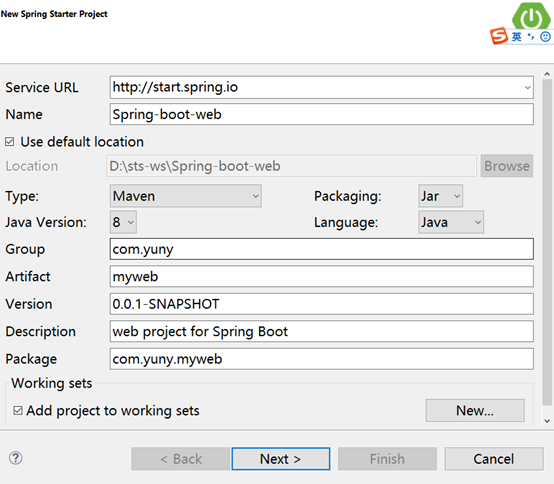 New Spring Starter Project
英
Service URL http://start.spring.io
Name Spring-boot-web
Use default location
Location D:\sts-ws\Spring-boot-web Browse
Type: Maven Packaging: Jar
Java Version: 8 Language: Java
Group com.yuny
Artifact myweb
Version 0.0.1-SNAPSHOT
Description web project for Spring Boot
Package com.yuny.myweb
Working sets
Add project to working sets New...
? < Back Next > Finish Cancel